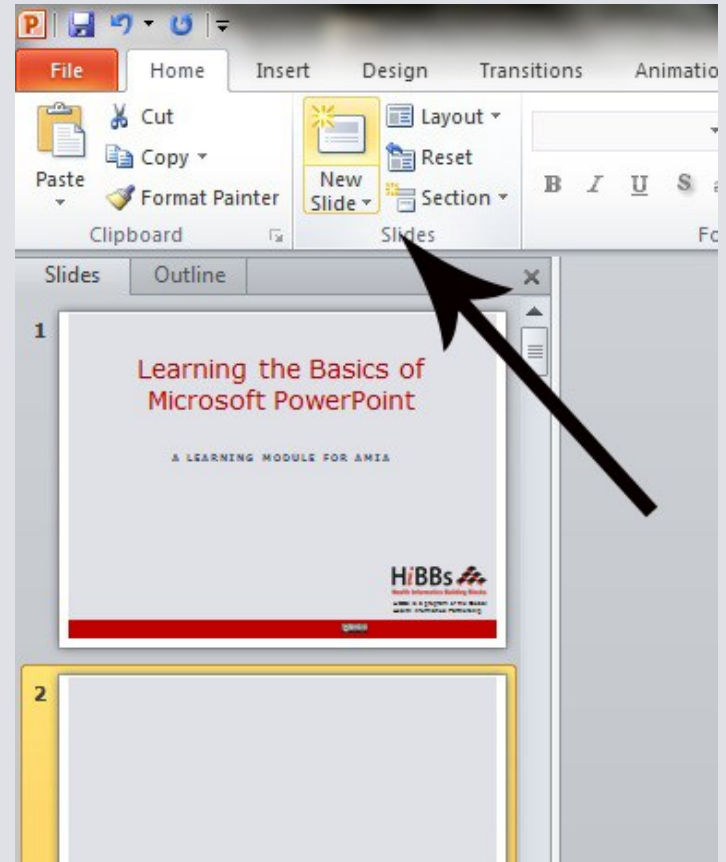 File Home Insert Design Transitions Animatio
Cut
Copy
Format Painter
Paste
Clipboard
New
Slide
Layout
Reset
Section
Slides
B I U S
Fo
Slides Outline
1
Learning the Basics of
Microsoft PowerPoint
A LEARNING MODULE FOR AMIA
HiBBs
Health Informatics Building Blocks
2